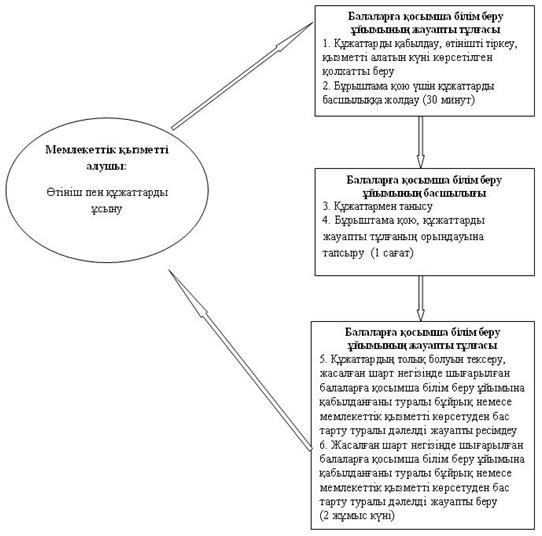 Мемлекеттік қызметті
алушы:
Өтініш пен құжаттарды
ұсыну
Балаларға қосымша білім беру
ұйымының жауапты тұлғасы
1. Құжаттарды қабылдау, өтінішті тіркеу,
қызметті алатын күні көрсетілген
қолхатты беру
2. Бұрыштама қою үшін құжаттарды
басшылыққа жолдау (30 минут)
Балаларға қосымша білім беру
ұйымының басшылығы
3. Құжаттармен танысу
4. Бұрыштама қою, құжаттарды
жауапты тұлғаның орындауына
тапсыру (1 сағат)
Балаларға қосымша білім беру
ұйымының жауапты тұлғасы
5. Құжаттардың толық болуын тексеру,
жасалған шарт негізінде шығарылған
балаларға қосымша білім беру ұйымына
қабылданғаны туралы бұйрық немесе
мемлекеттік қызметті көрсетуден бас
тарту туралы дәлелді жауапты ресімдеу
6. Жасалған шарт негізінде шығарылған
балаларға қосымша білім беру ұйымына
қабылданғаны туралы бұйрық немесе
мемлекеттік қызметті көрсетуден бас
тарту туралы дәлелді жауапты беру
(2 жұмыс күні)